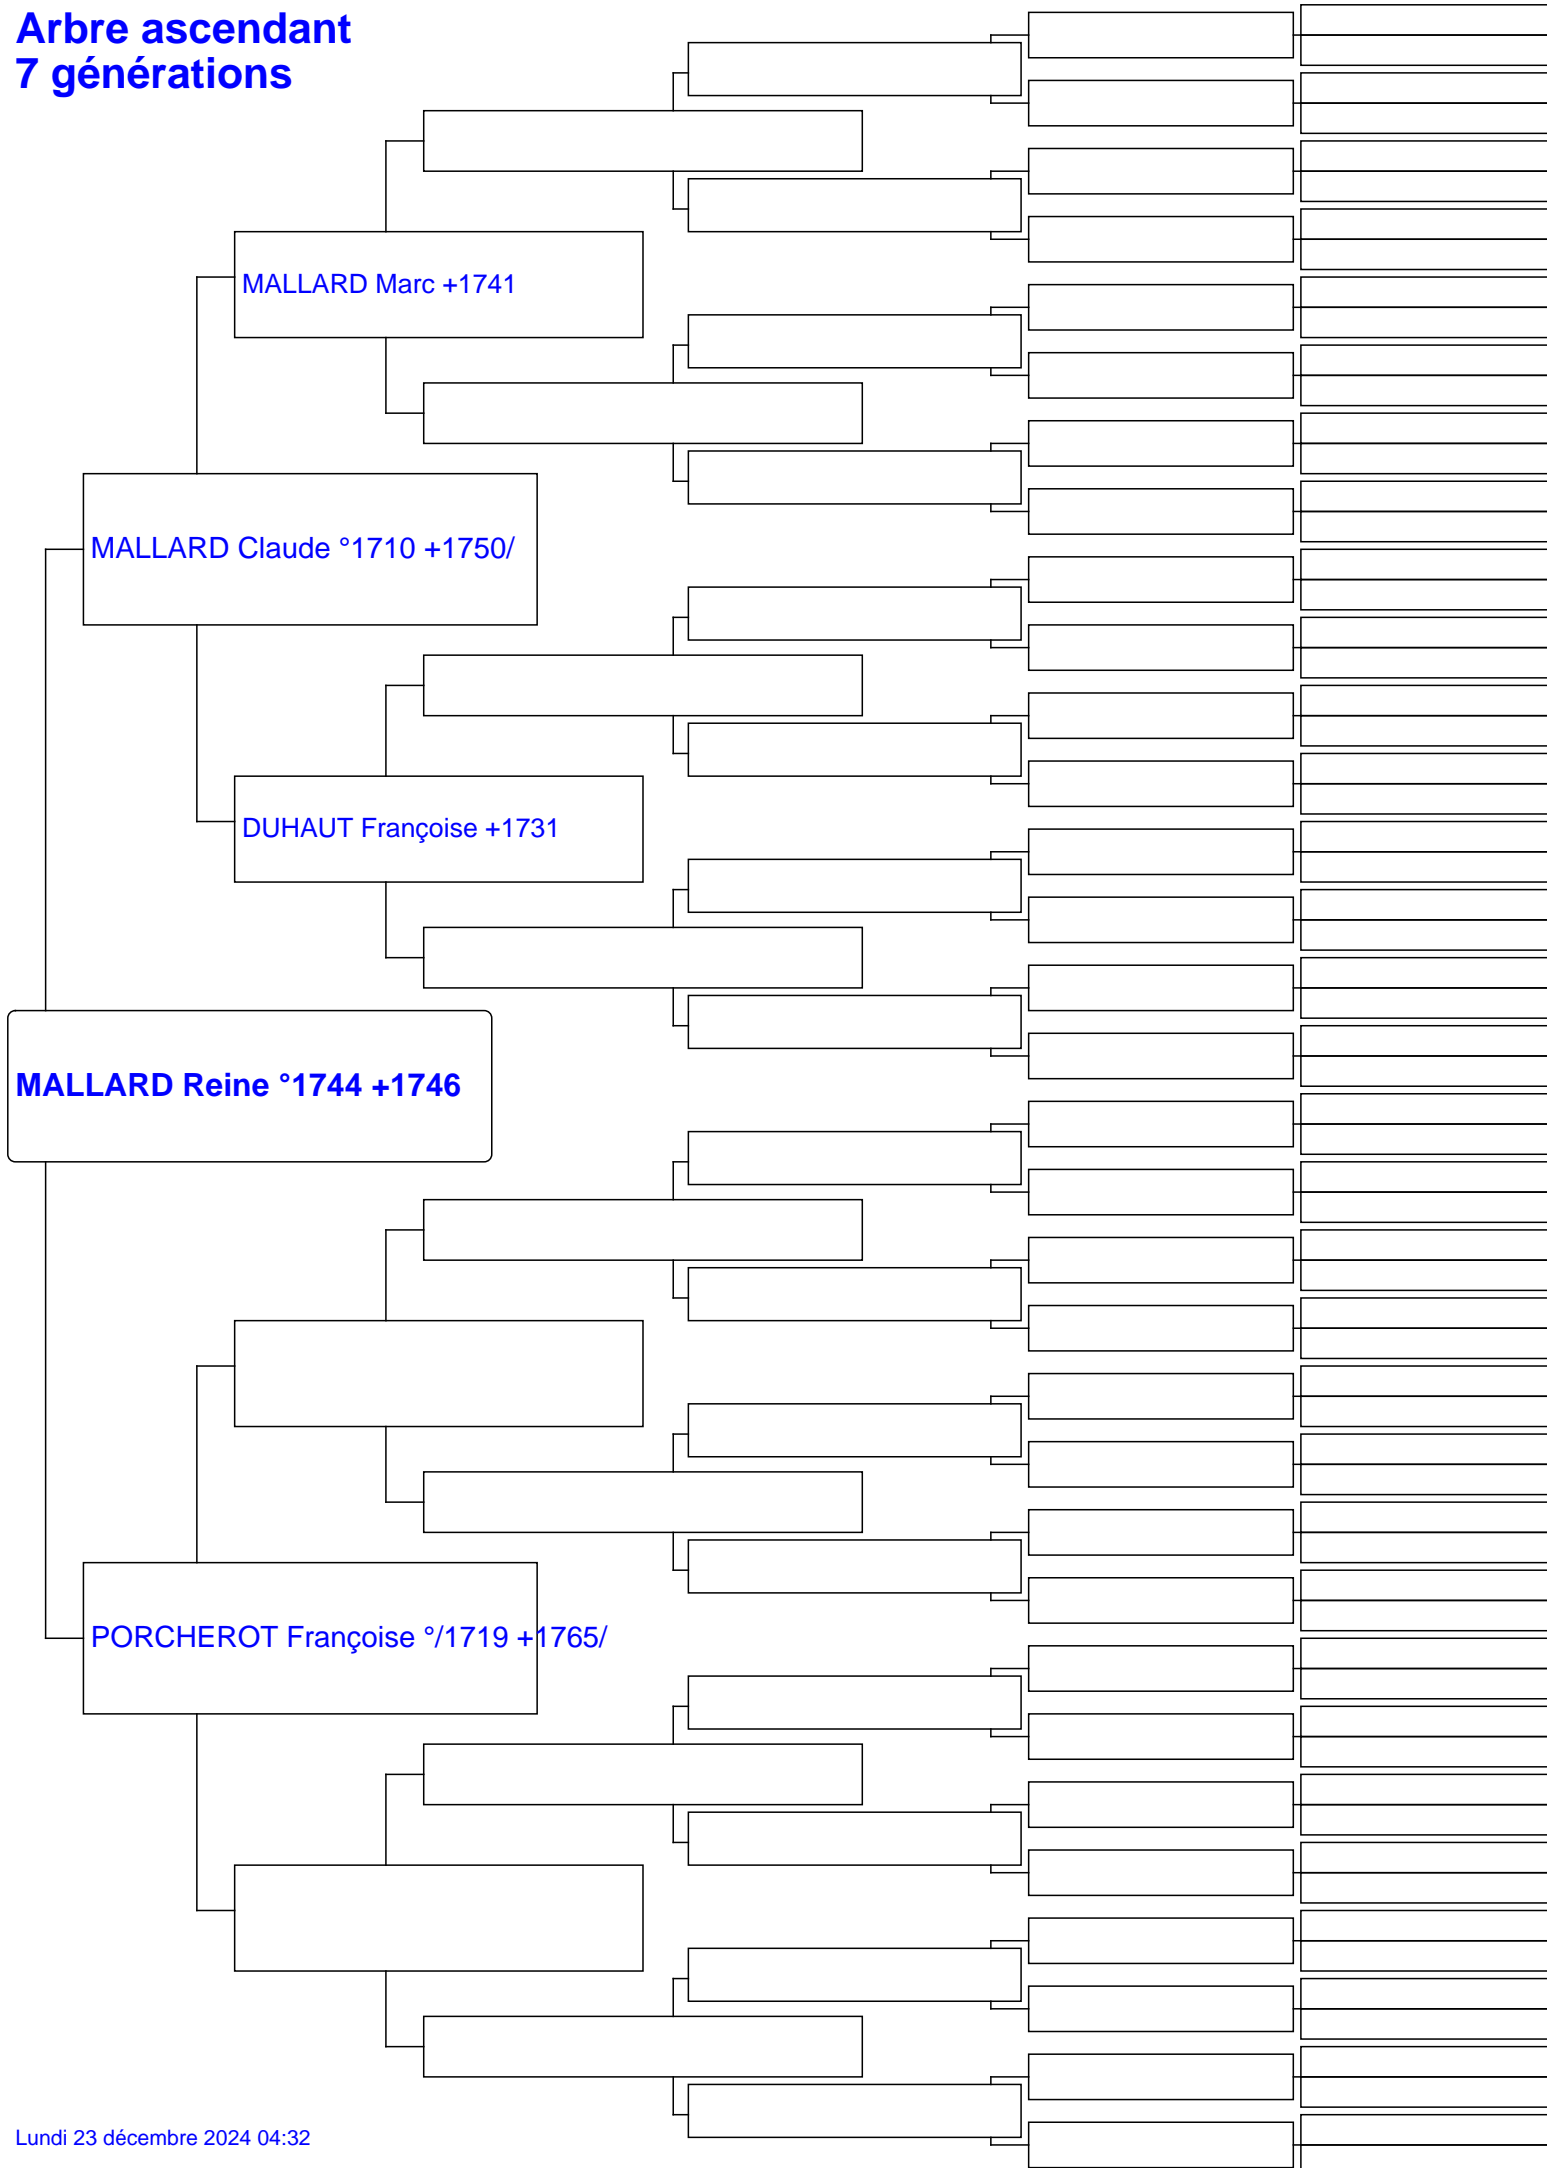 Arbre ascendant
7 générations
MALLARD Marc +1741
MALLARD Claude °1710 +1750/
DUHAUT Françoise +1731
MALLARD Reine °1744 +1746
PORCHEROT Françoise °/1719 +1765/
Lundi 23 décembre 2024 04:32